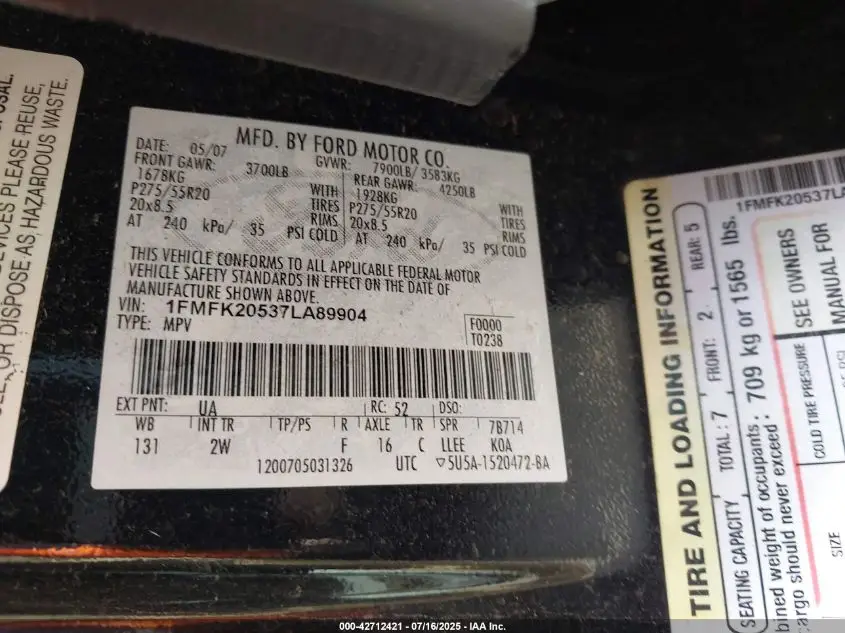 OSAL.
DEVICES PLEASE REUSE,
OR DISPOSE AS HAZARDOUS WASTE.
MFD. BY FORD MOTOR CO.
DATE: 05/07 GVWR: 7900LB/ 3583KG
FRONT GAWR: 3700LB REAR GAWR: 4250LB
1678KG WITH 1928KG WITH
P275/55R20 TIRES P275/55R20 TIRES
20x8.5 RIMS 20x8.5 RIMS
AT 240 kPa/ 35 PSI COLD AT 240 kPa/ 35 PSI COLD
THIS VEHICLE CONFORMS TO ALL APPLICABLE FEDERAL MOTOR
VEHICLE SAFETY STANDARDS IN EFFECT ON THE DATE OF
MANUFACTURE SHOWN ABOVE.
VIN: 1FMFK20537LA89904
TYPE: MPV
F0000
T0238
EXT PNT: UA RC: 52 DSO:
WB INT TR TP/PS R AXLE TR SPR 7B714
131 2W F 16 C LLEE KOA
1200705031326 UTC ▽5U5A-1520472-BA
1FMFK20537LA
TIRE AND LOADING INFORMATION
SEATING CAPACITY TOTAL: 7 FRONT: 2 REAR: 5
bined weight of occupants : 709 kg or 1565 lbs.
argo should never exceed :
SEE OWNERS
MANUAL FOR
COLD TIRE PRESSURE
SIZE
000-42712421 - 07/16/2025 - IAA Inc.